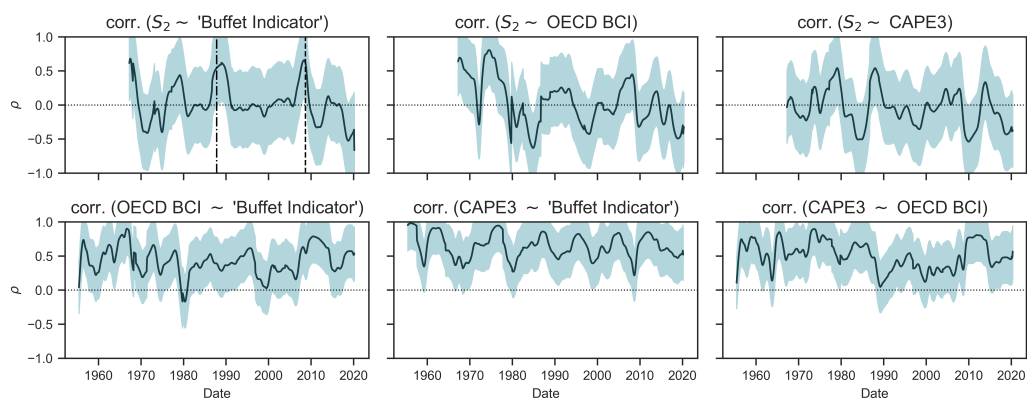 corr. (S₂ ∼ 'Buffet Indicator')
corr. (S₂ ∼ OECD BCI)
corr. (S₂ ∼ CAPE3)
1.0
0.5
0.0
−0.5
−1.0
ρ
corr. (OECD BCI ∼ 'Buffet Indicator')
corr. (CAPE3 ∼ 'Buffet Indicator')
corr. (CAPE3 ∼ OECD BCI)
1.0
0.5
0.0
−0.5
−1.0
ρ
1960 1970 1980 1990 2000 2010 2020
1960 1970 1980 1990 2000 2010 2020
1960 1970 1980 1990 2000 2010 2020
Date
Date
Date